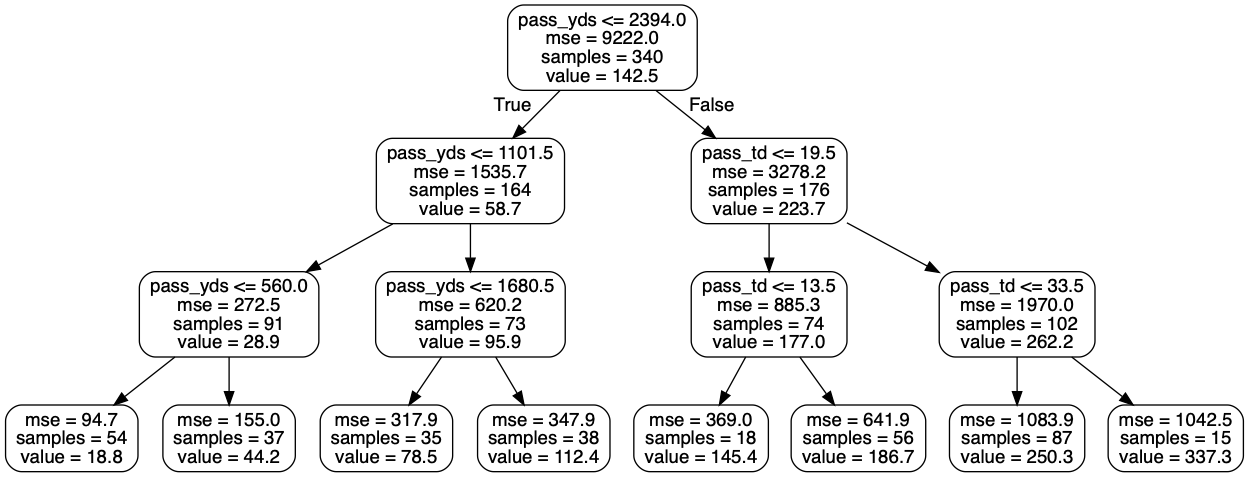 pass_yds <= 2394.0
mse = 9222.0
samples = 340
value = 142.5
True
False
pass_yds <= 1101.5
mse = 1535.7
samples = 164
value = 58.7
pass_td <= 19.5
mse = 3278.2
samples = 176
value = 223.7
pass_yds <= 560.0
mse = 272.5
samples = 91
value = 28.9
pass_yds <= 1680.5
mse = 620.2
samples = 73
value = 95.9
pass_td <= 13.5
mse = 885.3
samples = 74
value = 177.0
pass_td <= 33.5
mse = 1970.0
samples = 102
value = 262.2
mse = 94.7
samples = 54
value = 18.8
mse = 155.0
samples = 37
value = 44.2
mse = 317.9
samples = 35
value = 78.5
mse = 347.9
samples = 38
value = 112.4
mse = 369.0
samples = 18
value = 145.4
mse = 641.9
samples = 56
value = 186.7
mse = 1083.9
samples = 87
value = 250.3
mse = 1042.5
samples = 15
value = 337.3